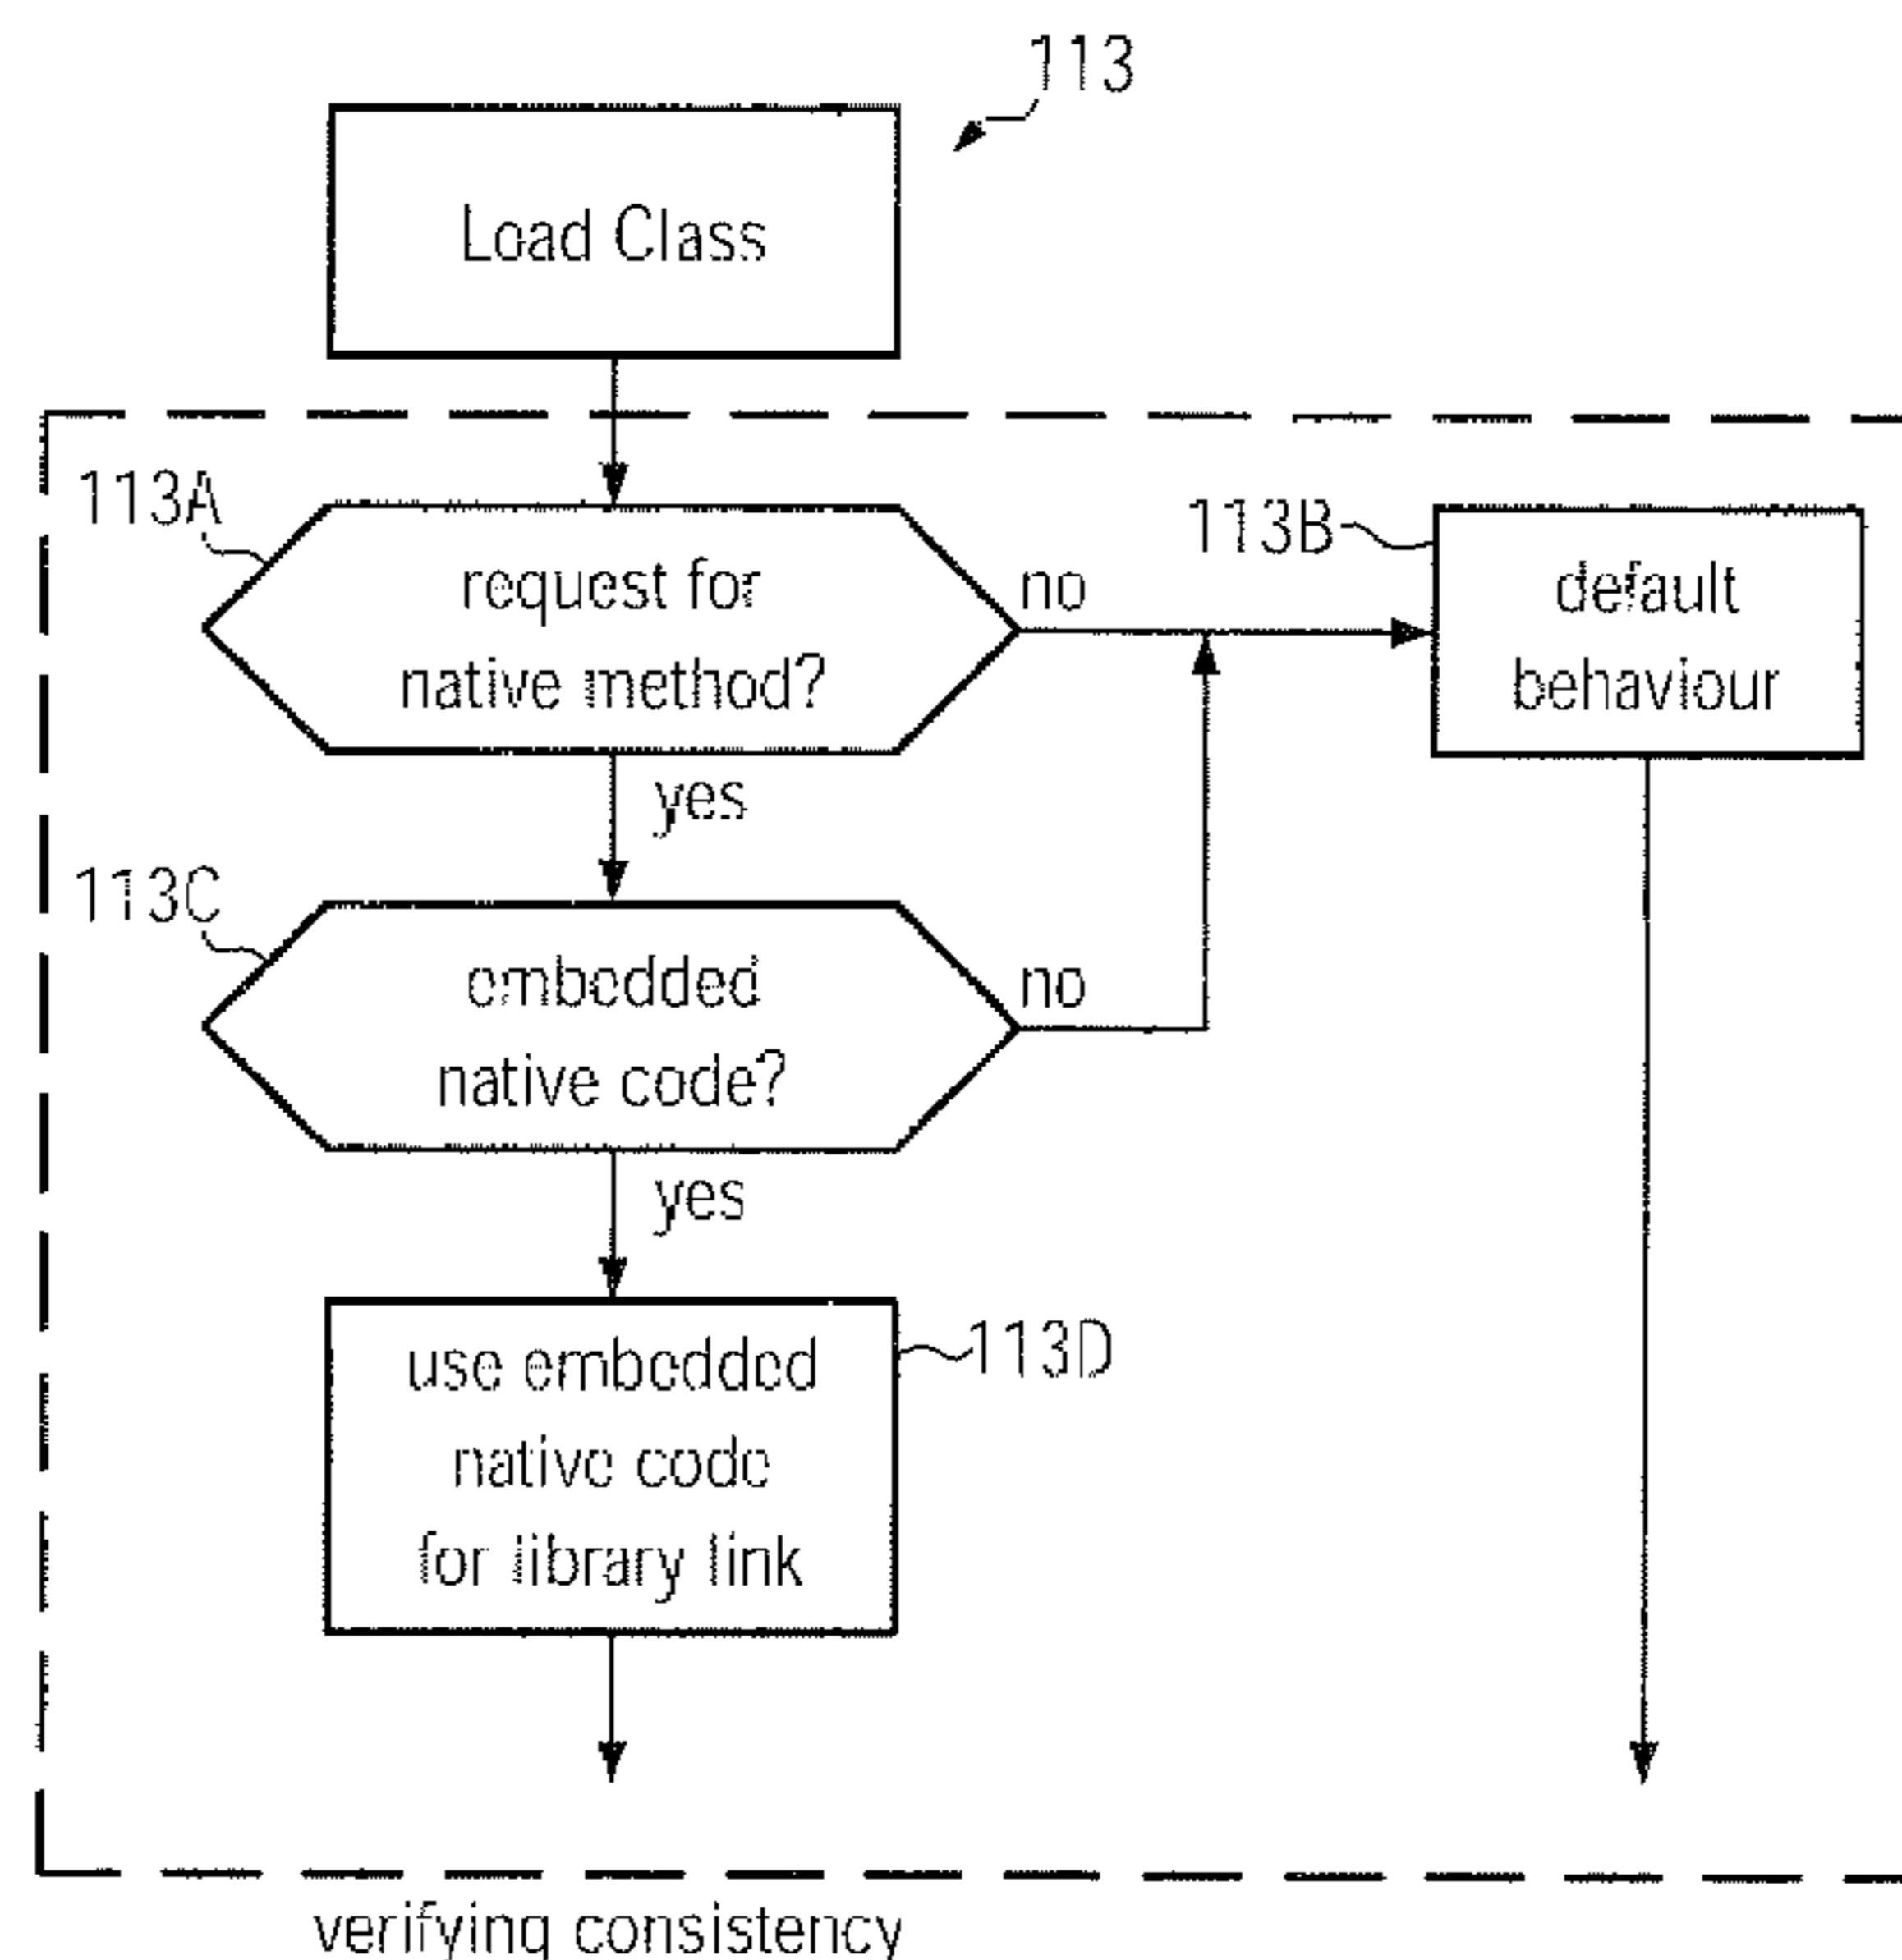 113
Load Class
113A
request for
native method?
no
113B
default
behaviour
yes
113C
embedded
native code?
no
yes
use embedded
native code
for library link
113D
verifying consistency